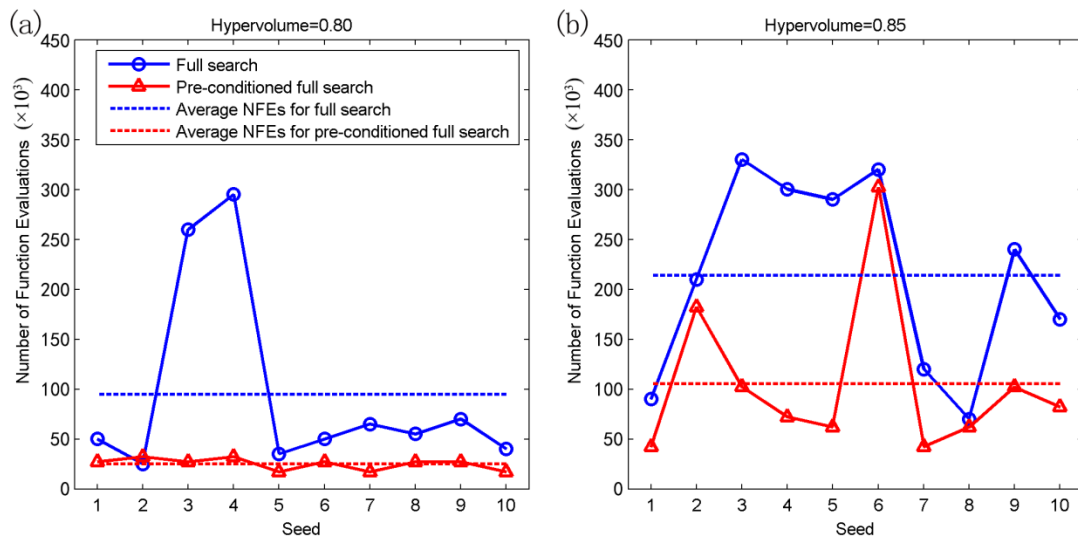 (a)
Hypervolume=0.80
450
400
350
300
250
200
150
100
50
0
Number of Function Evaluations (×10³)
Full search
Pre-conditioned full search
Average NFEs for full search
Average NFEs for pre-conditioned full search
1 2 3 4 5 6 7 8 9 10
Seed
(b)
Hypervolume=0.85
450
400
350
300
250
200
150
100
50
0
Number of Function Evaluations (×10³)
1 2 3 4 5 6 7 8 9 10
Seed